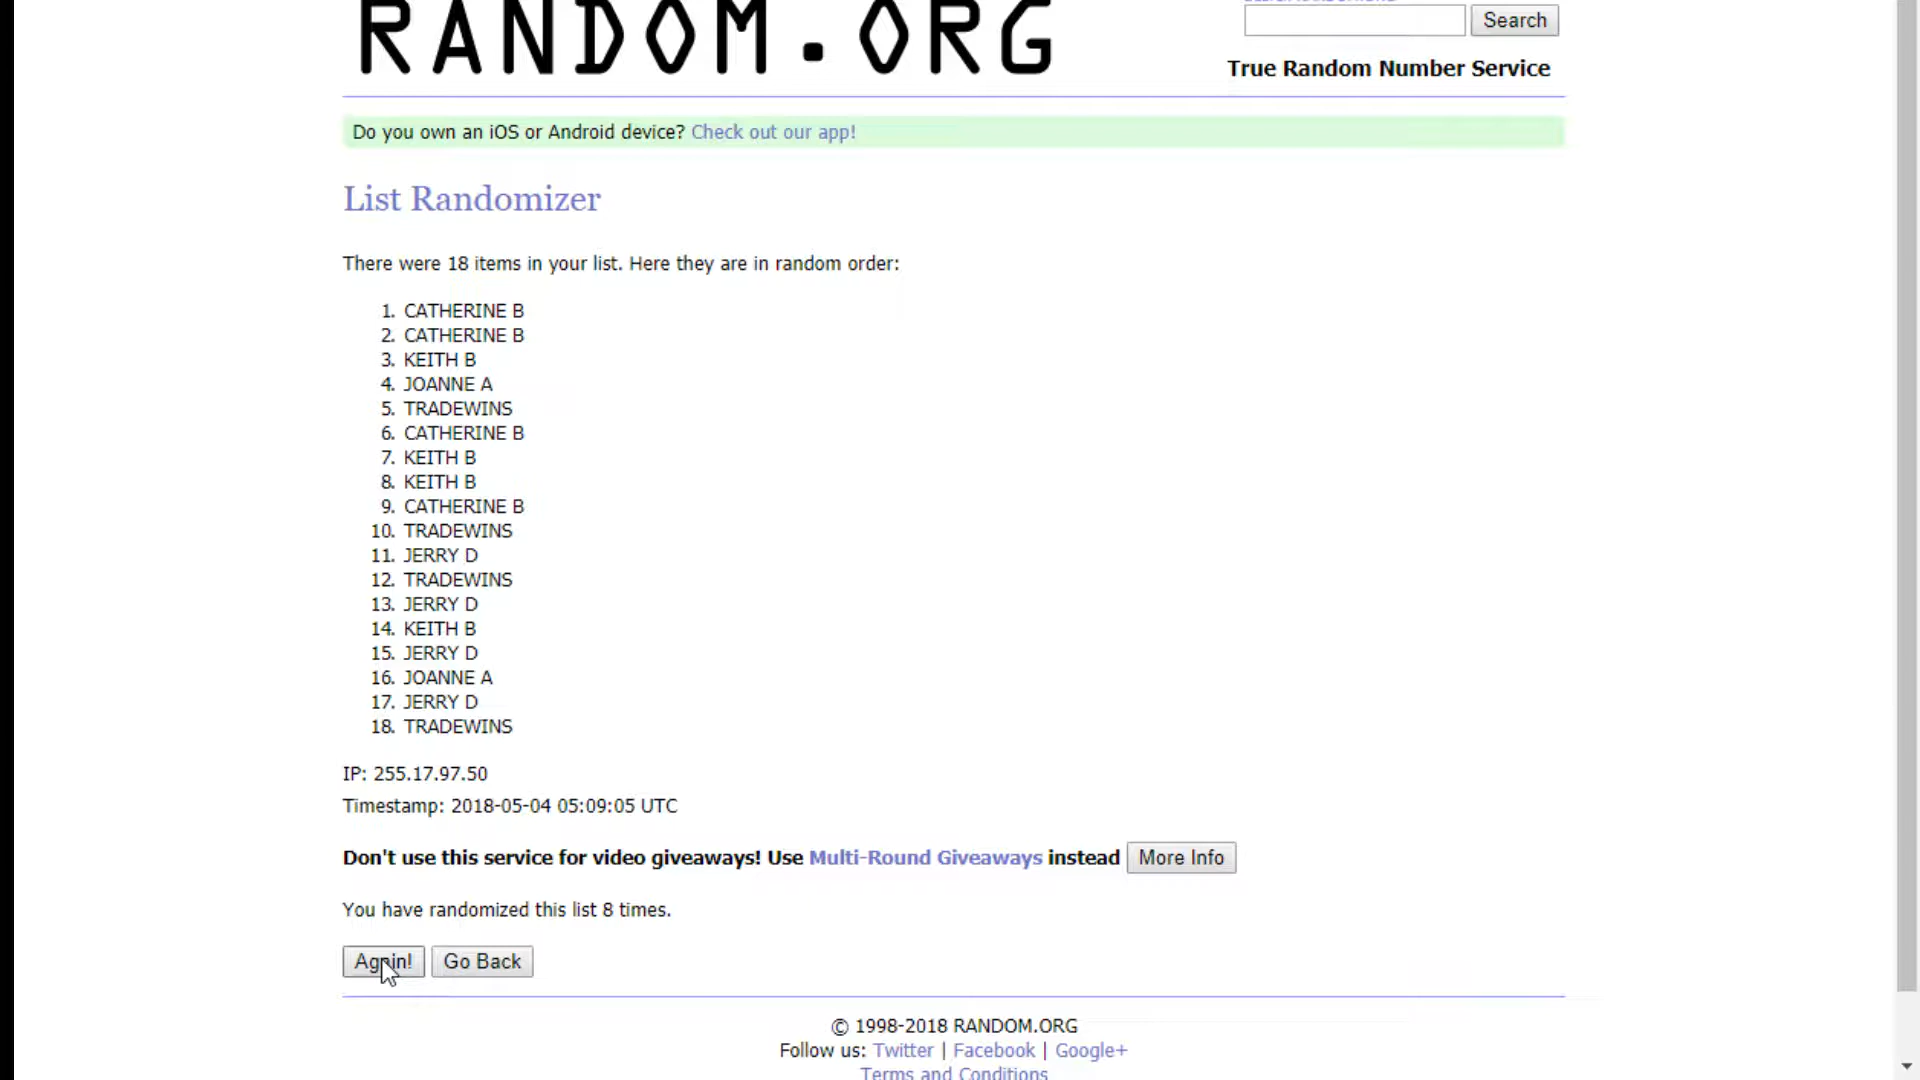 RANDOM.ORG
Search
True Random Number Service
Do you own an iOS or Android device? Check out our app!
List Randomizer
There were 18 items in your list. Here they are in random order:
1. CATHERINE B
2. CATHERINE B
3. KEITH B
4. JOANNE A
5. TRADEWINS
6. CATHERINE B
7. KEITH B
8. KEITH B
9. CATHERINE B
10. TRADEWINS
11. JERRY D
12. TRADEWINS
13. JERRY D
14. KEITH B
15. JERRY D
16. JOANNE A
17. JERRY D
18. TRADEWINS
IP: 255.17.97.50
Timestamp: 2018-05-04 05:09:05 UTC
Don't use this service for video giveaways! Use Multi-Round Giveaways instead More Info
You have randomized this list 8 times.
Again! Go Back
© 1998-2018 RANDOM.ORG
Follow us: Twitter | Facebook | Google+
Terms and Conditions